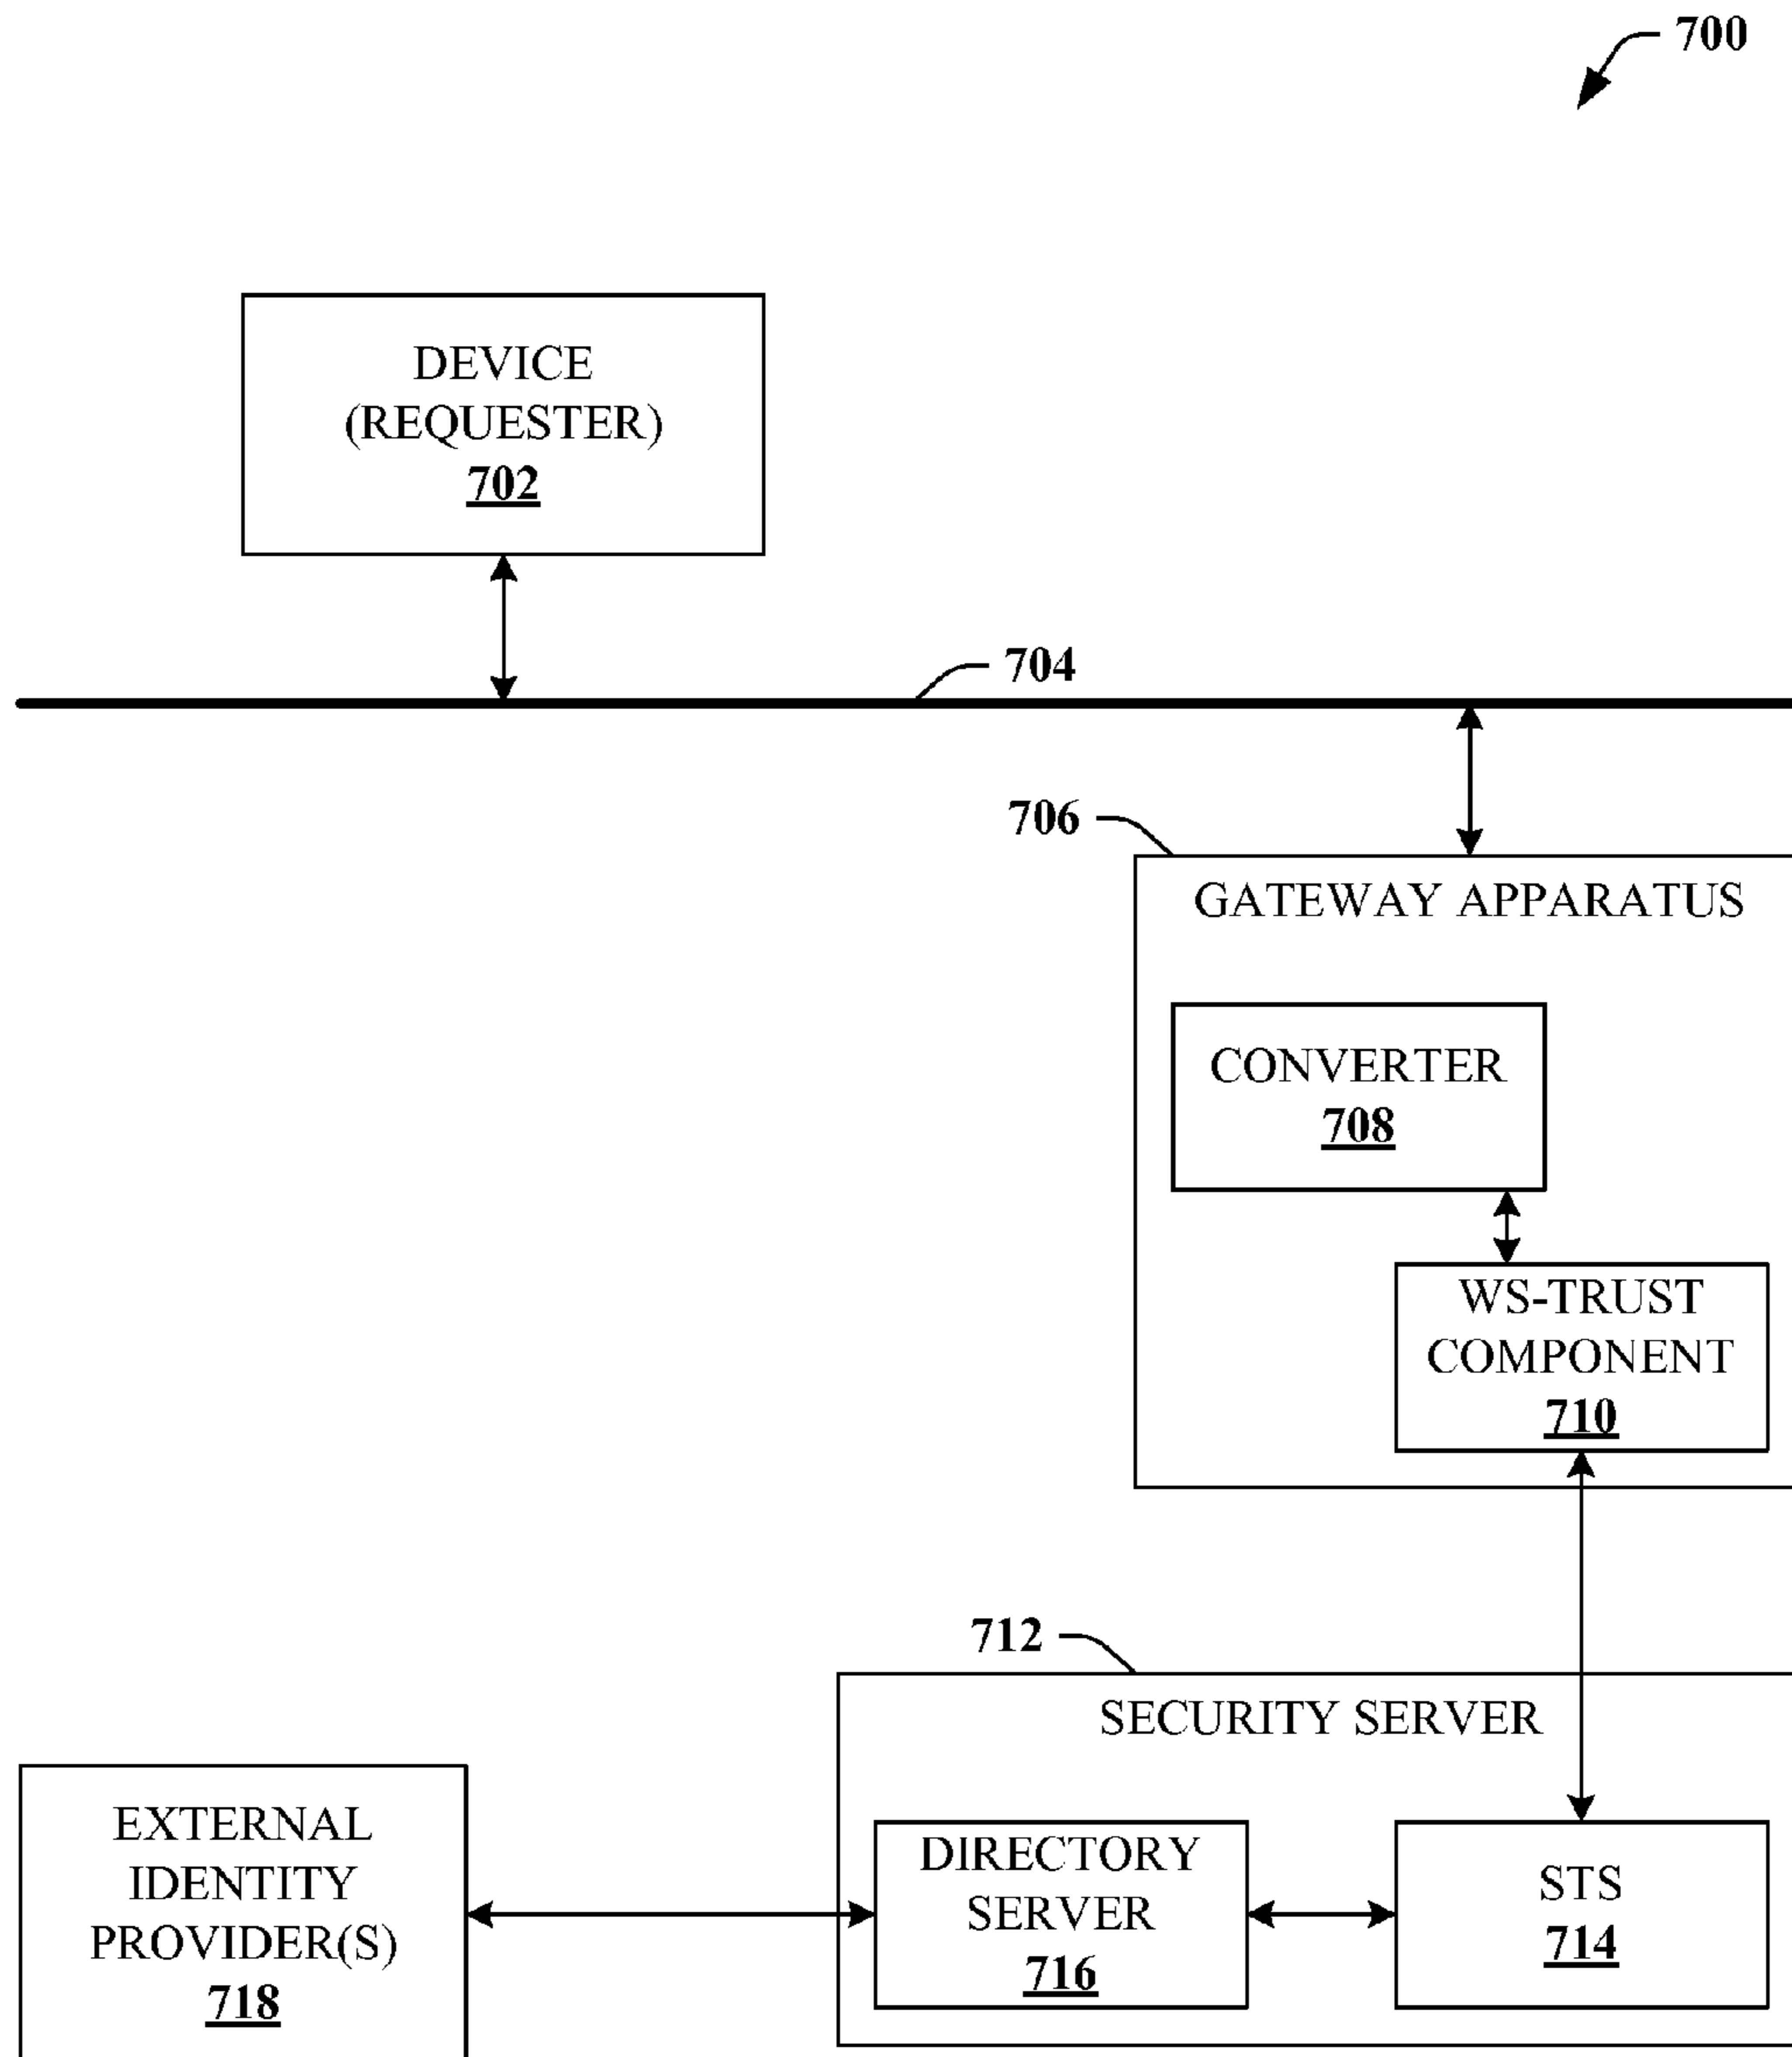 700
DEVICE
(REQUESTER)
702
704
706
GATEWAY APPARATUS
CONVERTER
708
WS-TRUST
COMPONENT
710
712
SECURITY SERVER
EXTERNAL
IDENTITY
PROVIDER(S)
718
DIRECTORY
SERVER
716
STS
714